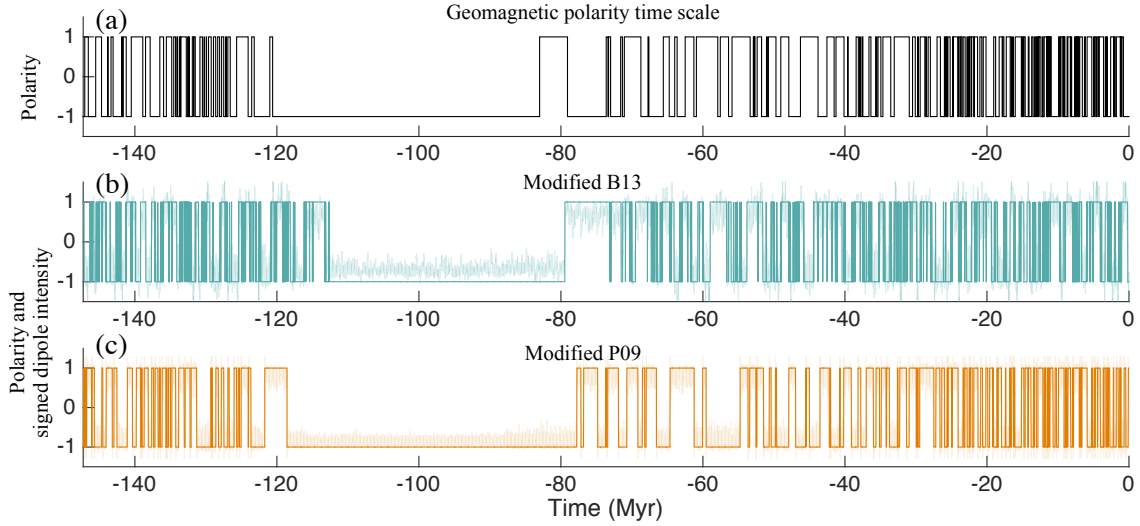 (a)
Geomagnetic polarity time scale
Polarity
1
0
-1
-140 -120 -100 -80 -60 -40 -20 0
(b)
Modified B13
1
0
-1
-140 -120 -100 -80 -60 -40 -20 0
Polarity and
signed dipole intensity
(c)
Modified P09
1
0
-1
-140 -120 -100 -80 -60 -40 -20 0
Time (Myr)